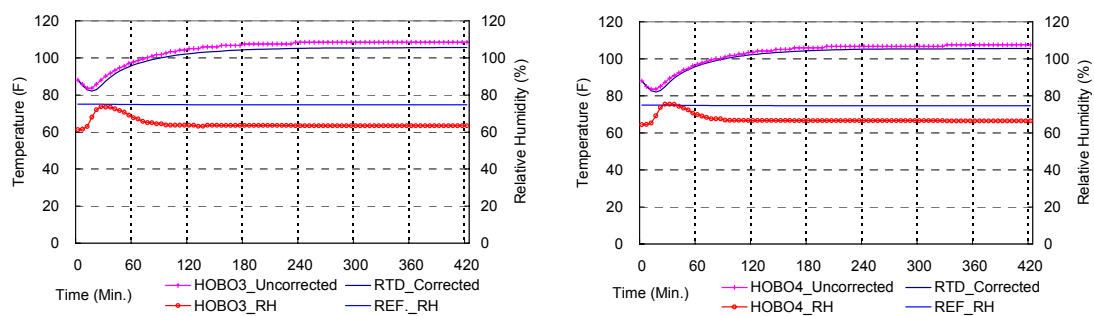 120
100
80
60
40
20
0
Temperature (F)
120
100
80
60
40
20
0
Relative Humidity (%)
0 60 120 180 240 300 360 420
Time (Min.)
HOBO3_Uncorrected RTD_Corrected
HOBO3_RH REF._RH
120
100
80
60
40
20
0
Temperature (F)
120
100
80
60
40
20
0
Relative Humidity (%)
0 60 120 180 240 300 360 420
Time (Min.)
HOBO4_Uncorrected RTD_Corrected
HOBO4_RH REF_RH